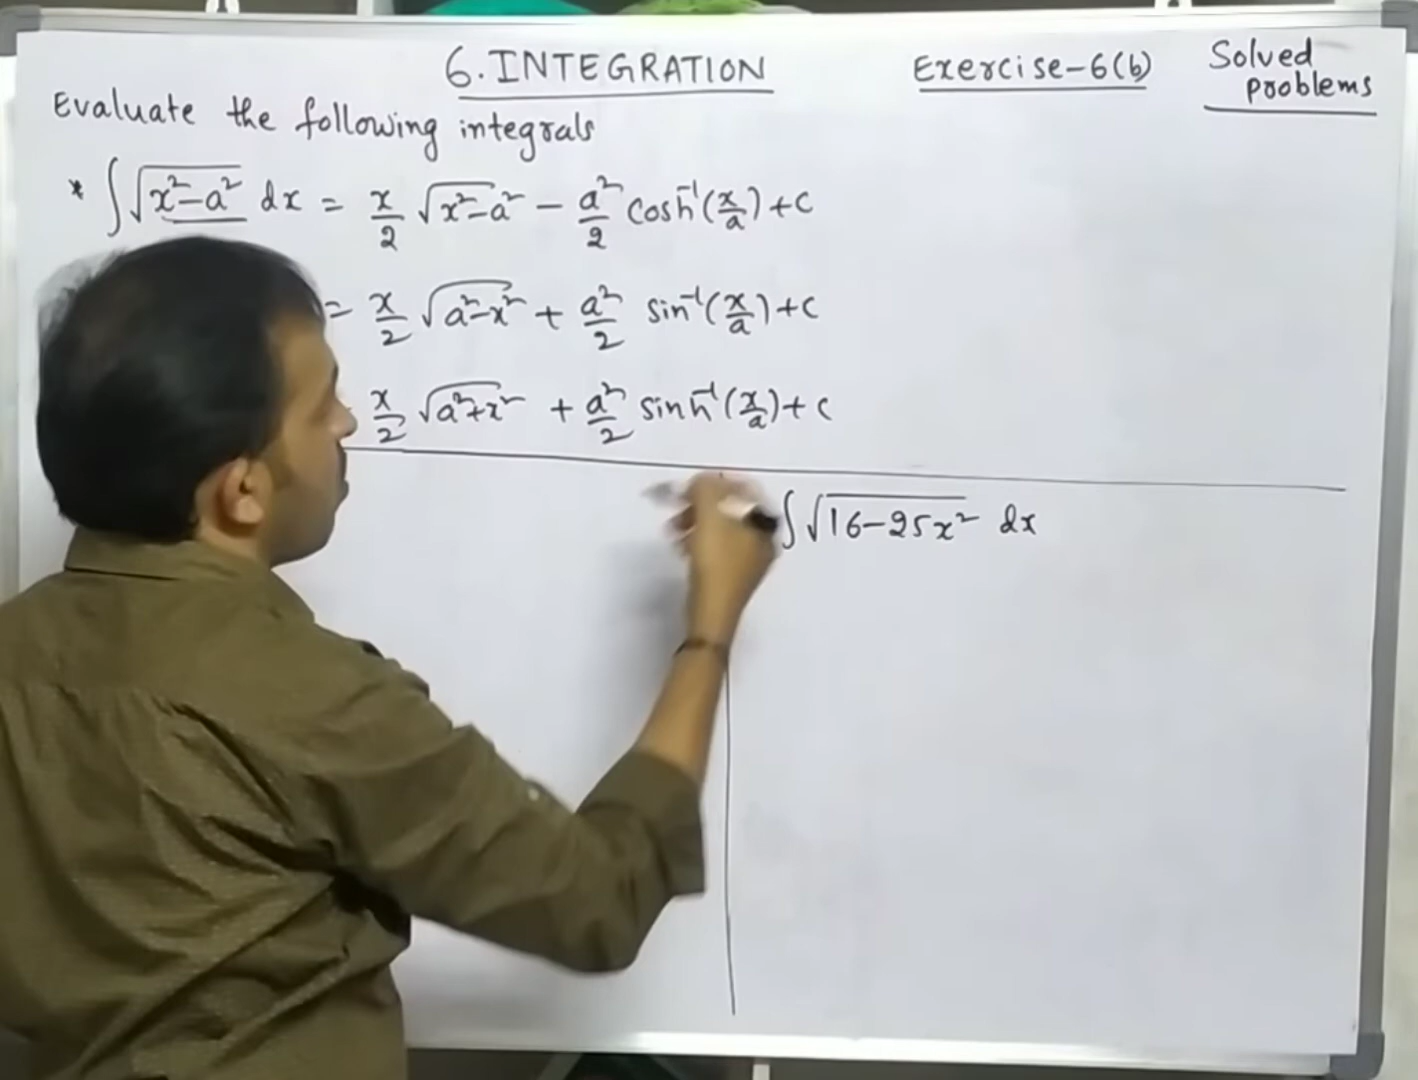 6. INTEGRATION
Exercise-6(b)
Solved problems
Evaluate the following integrals
* ∫√(x²-a²) dx = x/2 √(x²-a²) - a²/2 cosh⁻¹(x/a)+c
= x/2 √(a²-x²) + a²/2 sin⁻¹(x/a)+c
x/2 √(a²+x²) + a²/2 sinh⁻¹(x/a)+c
∫√(16-25x²) dx